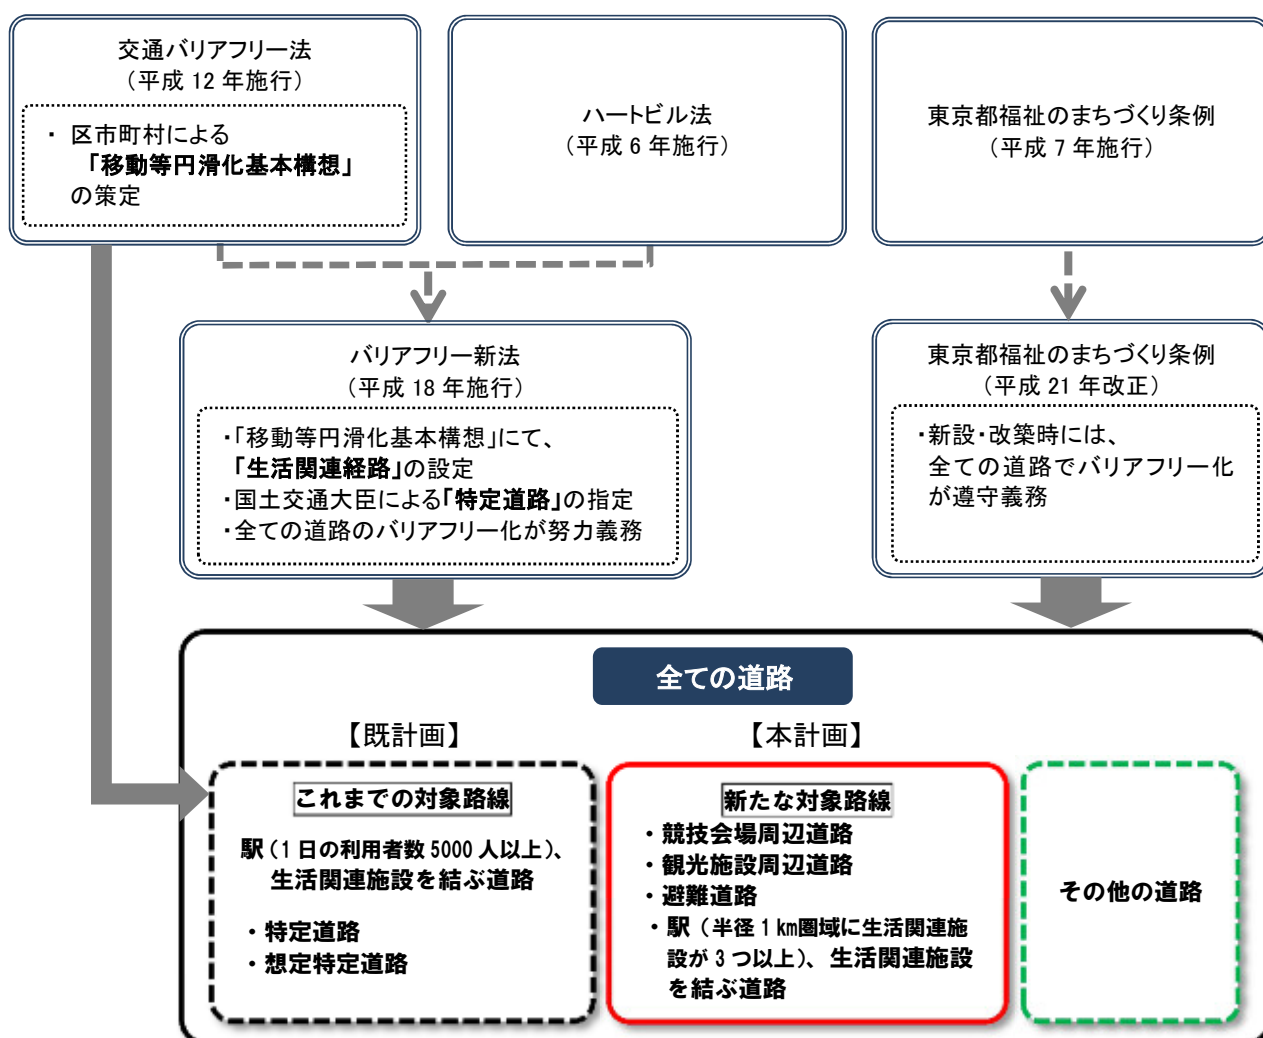 交通バリアフリー法
（平成 12 年施行）
・ 区市町村による
「移動等円滑化基本構想」
の策定
ハートビル法
（平成 6 年施行）
東京都福祉のまちづくり条例
（平成 7 年施行）
バリアフリー新法
（平成 18 年施行）
・「移動等円滑化基本構想」にて、
「生活関連経路」の設定
・国土交通大臣による「特定道路」の指定
・全ての道路のバリアフリー化が努力義務
東京都福祉のまちづくり条例
（平成 21 年改正）
・新設・改築時には、
全ての道路でバリアフリー化
が遵守義務
全ての道路
【既計画】
これまでの対象路線
駅（1 日の利用者数 5000 人以上）、
生活関連施設を結ぶ道路
・特定道路
・想定特定道路
【本計画】
新たな対象路線
・競技会場周辺道路
・観光施設周辺道路
・避難道路
・駅（半径 1 ㎞圏域に生活関連施
設が 3 つ以上）、生活関連施設
を結ぶ道路
その他の道路